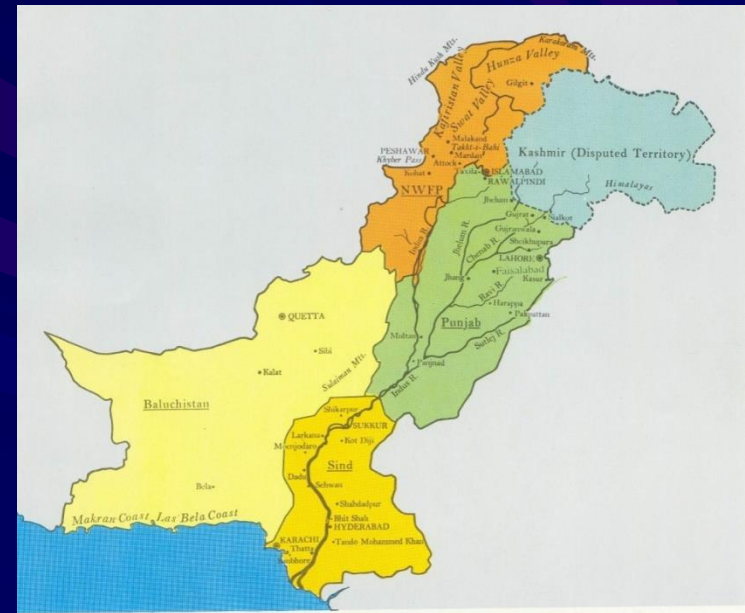 Karakoram Mts.
Hindu Kush Mts.
Hunza Valley
Gilgit
Kafiristan Valley
Swat Valley
Malakand
Takht-i-Bahi
PESHAWAR
Mardan
Khyber Pass
Attock
Kohat
Taxila
ISLAMABAD
RAWALPINDI
Kashmir (Disputed Territory)
Himalayas
NWFP
Jhelum
Gujrat
Sialkot
Gujranwala
Sheikhupura
Indus R.
Jhelum R.
Chenab R.
LAHORE
Faisalabad
Kasur
Jhang
Ravi R.
Harappa
Pakpattan
Punjab
Multan
Sutlej R.
Panjnad
Indus R.
QUETTA
Sibi
Kalat
Sulaiman Mts.
Baluchistan
Shikarpur
SUKKUR
Larkana
Kot Diji
Moenjodaro
Sind
Dadu
Sehwan
Bela
Shahdadpur
Makran Coast
Las Bela Coast
Bhit Shah
HYDERABAD
KARACHI
Thatta
Tando Mohammed Khan